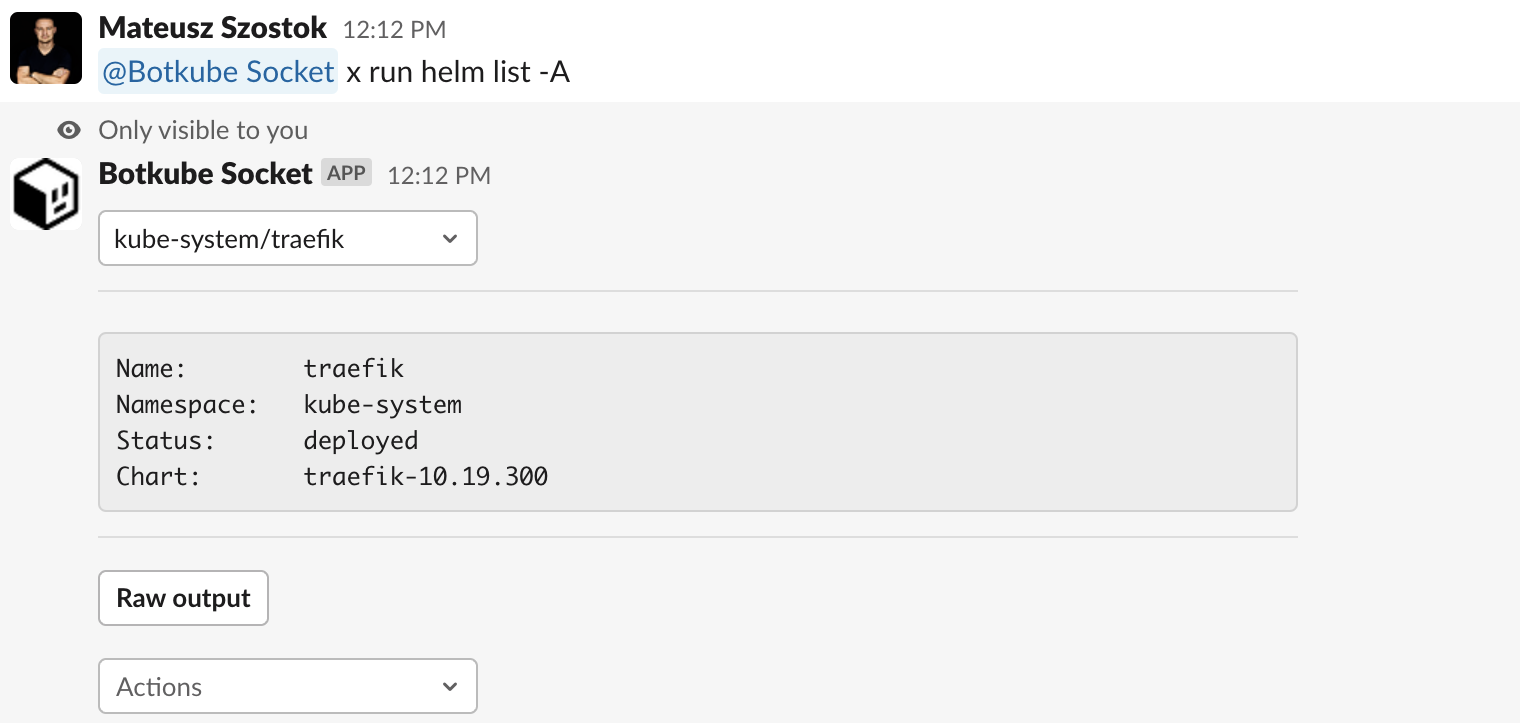 Mateusz Szostok 12:12 PM
@Botkube Socket x run helm list -A
Only visible to you
Botkube Socket APP 12:12 PM
kube-system/traefik
Name: traefik
Namespace: kube-system
Status: deployed
Chart: traefik-10.19.300
Raw output
Actions